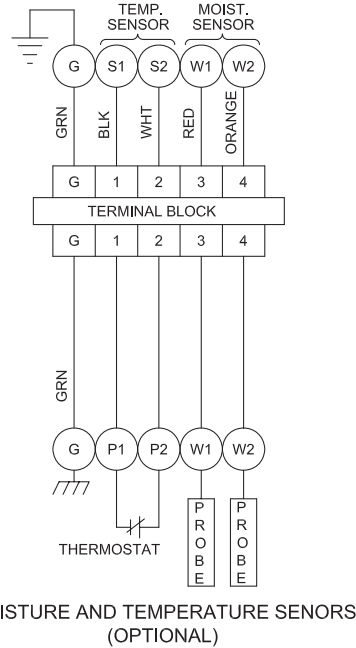 TEMP. SENSOR
MOIST. SENSOR
G S1 S2 W1 W2
GRN BLK WHT RED ORANGE
G 1 2 3 4
TERMINAL BLOCK
G 1 2 3 4
GRN
G P1 P2 W1 W2
THERMOSTAT
PROBE
PROBE
ISTURE AND TEMPERATURE SENORS
(OPTIONAL)